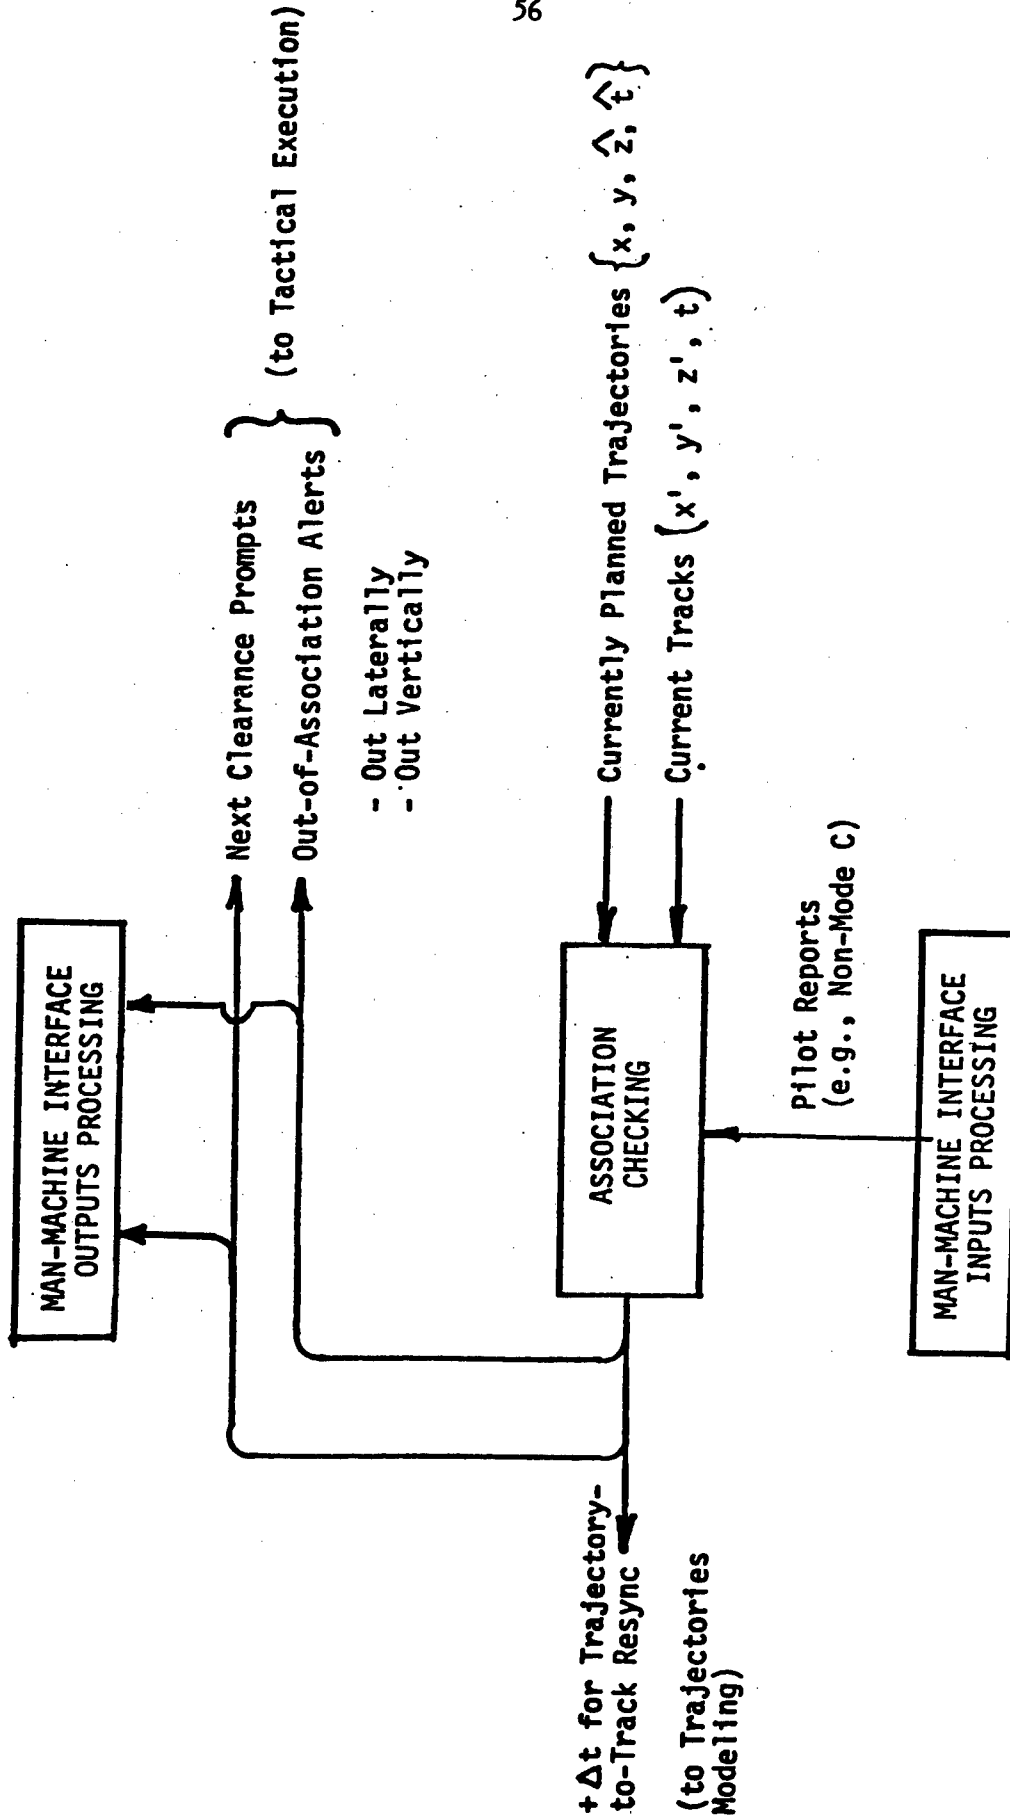 56
MAN-MACHINE INTERFACE
OUTPUTS PROCESSING
Next Clearance Prompts
Out-of-Association Alerts
(to Tactical Execution)
- Out Laterally
- Out Vertically
+Δt for Trajectory-
to-Track Resync
(to Trajectories
Modeling)
ASSOCIATION
CHECKING
Currently Planned Trajectories {x, y, ẑ, t̂}
Current Tracks (x', y', z', t)
Pilot Reports
(e.g., Non-Mode C)
MAN-MACHINE INTERFACE
INPUTS PROCESSING